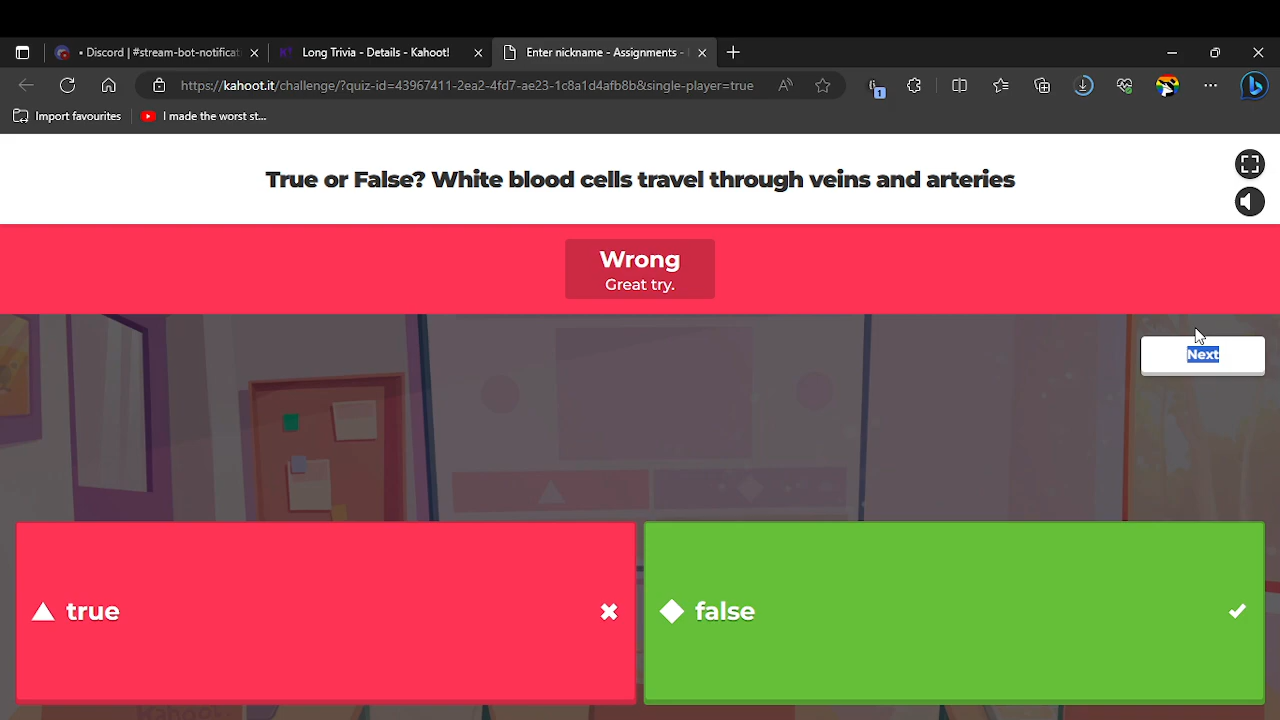 • Discord | #stream-bot-notificat
Long Trivia - Details - Kahoot!
Enter nickname - Assignments -
https://kahoot.it/challenge/?quiz-id=43967411-2ca2-4fd7-ae23-1c8a1d4afb8b&single-player=true
1
Import favourites
I made the worst st...
True or False? White blood cells travel through veins and arteries
Wrong
Great try.
Next
true
false